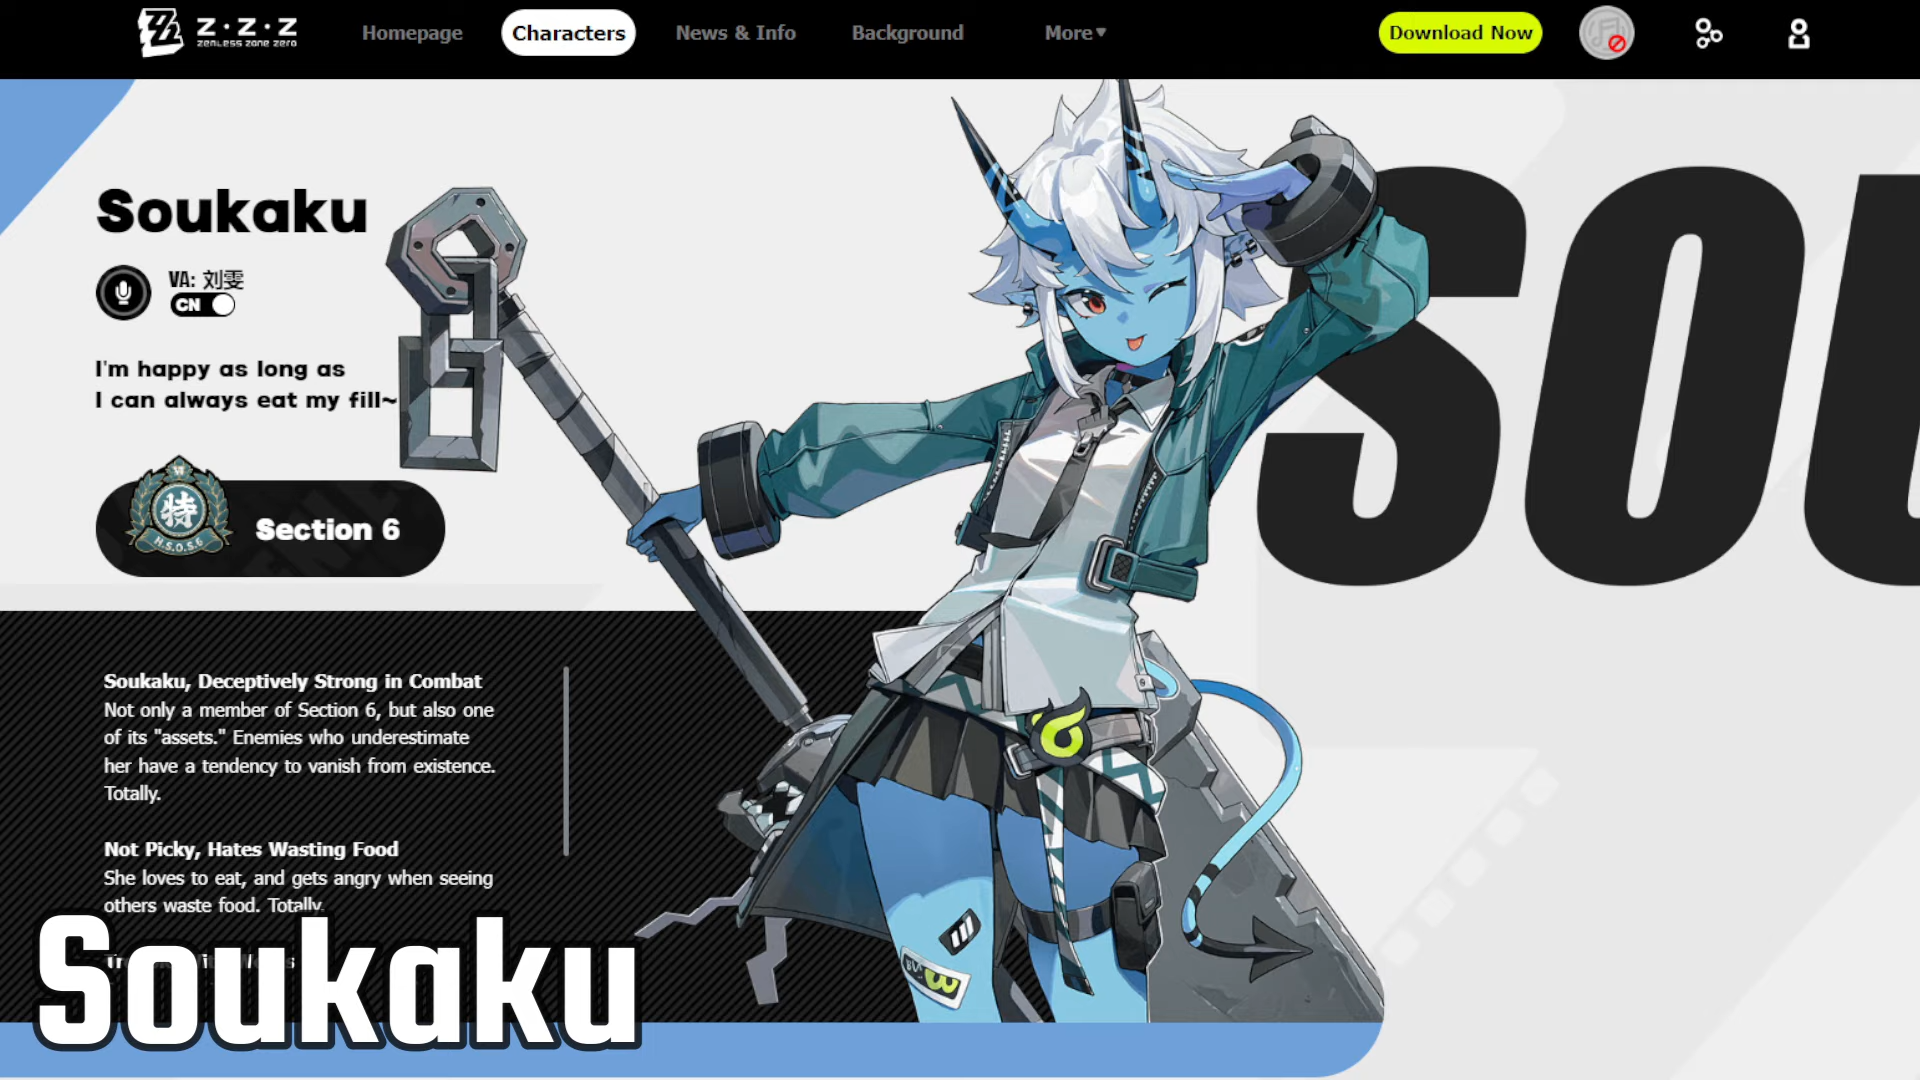 Z·Z·Z
ZENLESS ZONE ZERO
Homepage
Characters
News & Info
Background
More
Download Now
Soukaku
VA: 刘雯
CN
I'm happy as long as
I can always eat my fill~
特
H.S.O.S.6
Section 6
SOU
Soukaku, Deceptively Strong in Combat
Not only a member of Section 6, but also one
of its "assets." Enemies who underestimate
her have a tendency to vanish from existence.
Totally.
Not Picky, Hates Wasting Food
She loves to eat, and gets angry when seeing
others waste food. Totally.
Soukaku